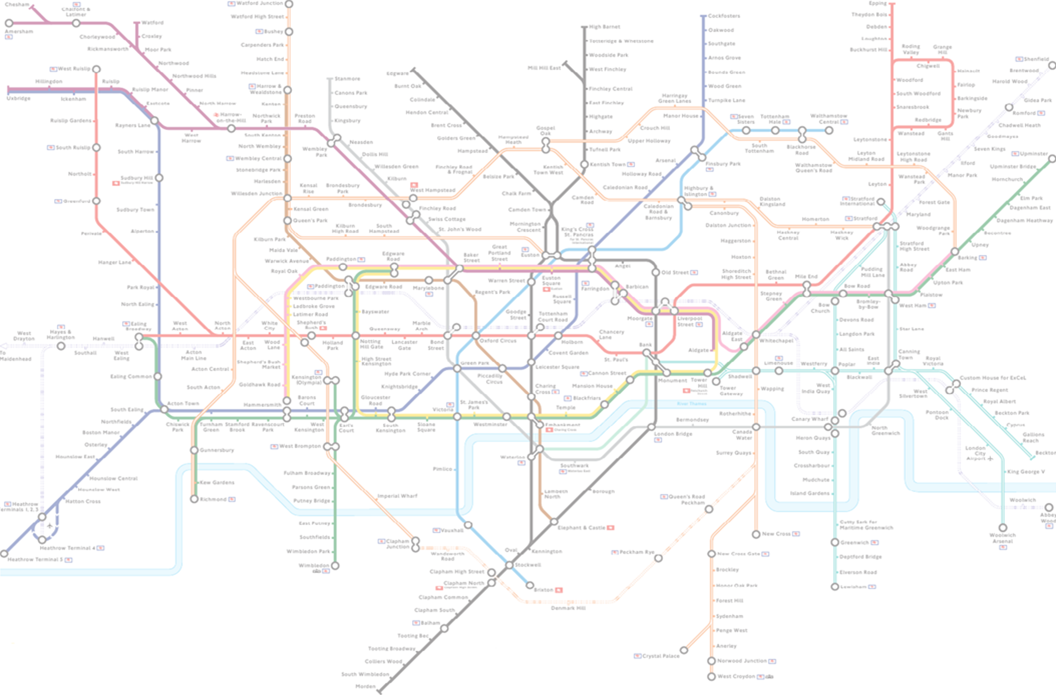 Chesham
Chalfont &
Latimer
Amersham
Chorleywood
Rickmansworth
Watford
Croxley
Moor Park
Northwood
Northwood Hills
Pinner
North Harrow
Harrow-
on-the-Hill
West
Harrow
Watford Junction
Watford High Street
Bushey
Carpenders Park
Hatch End
Headstone Lane
Harrow &
Wealdstone
Kenton
Northwick
Park
Preston
Road
South Kenton
North Wembley
Wembley Central
Stonebridge Park
Harlesden
Willesden Junction
Kensal Green
Queen's Park
Kilburn Park
Maida Vale
Warwick Avenue
Royal Oak
Stanmore
Canons Park
Queensbury
Kingsbury
Wembley
Park
Neasden
Dollis Hill
Willesden Green
Kilburn
West Hampstead
Finchley Road
Swiss Cottage
St. John's Wood
Kensal
Rise
Brondesbury
Park
Brondesbury
Kilburn
High Road
South
Hampstead
West Ruislip
Hillingdon
Ruislip
Ruislip Manor
Uxbridge
Ickenham
Eastcote
Rayners Lane
Ruislip Gardens
South Ruislip
Northolt
Greenford
Perivale
Hanger Lane
South Harrow
Sudbury Hill
Sudbury Town
Alperton
Park Royal
North Ealing
Edgware
Burnt Oak
Colindale
Hendon Central
Brent Cross
Golders Green
Hampstead
Finchley Road
& Frognal
Belsize Park
Chalk Farm
Camden Town
Mornington
Crescent
High Barnet
Totteridge & Whetstone
Woodside Park
Mill Hill East
West Finchley
Finchley Central
East Finchley
Highgate
Archway
Tufnell Park
Kentish Town
Hampstead
Heath
Gospel
Oak
Kentish
Town West
Camden
Road
Upper Holloway
Crouch Hill
Harringay
Green Lanes
Cockfosters
Oakwood
Southgate
Arnos Grove
Bounds Green
Wood Green
Turnpike Lane
Manor House
Finsbury
Park
Arsenal
Holloway Road
Caledonian Road
Caledonian
Road &
Barnsbury
Highbury &
Islington
Canonbury
Seven
Sisters
Tottenham
Hale
Walthamstow
Central
South
Tottenham
Blackhorse
Road
Walthamstow
Queen's Road
Dalston
Kingsland
Dalston Junction
Haggerston
Hoxton
Shoreditch
High Street
Hackney
Central
Homerton
Hackney
Wick
Epping
Theydon Bois
Debden
Loughton
Buckhurst Hill
Roding
Valley
Grange
Hill
Chigwell
Hainault
Fairlop
Barkingside
Newbury
Park
Woodford
South Woodford
Snaresbrook
Redbridge
Wanstead
Gants
Hill
Leytonstone
Leyton
Midland Road
Leytonstone
High Road
Leyton
Wanstead
Park
Woodgrange
Park
Stratford
International
Stratford
Maryland
Forest Gate
Manor Park
Ilford
Seven Kings
Goodmayes
Chadwell Heath
Romford
Gidea Park
Harold Wood
Brentwood
Shenfield
Upminster
Upminster Bridge
Hornchurch
Elm Park
Dagenham East
Dagenham Heathway
Becontree
Upney
Barking
East Ham
Plaistow
West Ham
Stratford
High Street
Abbey
Road
Pudding
Mill Lane
Bow Road
Bow
Church
Bromley-
by-Bow
Devons Road
Langdon Park
All Saints
Star Lane
Canning
Town
Royal
Victoria
Custom House for ExCeL
Prince Regent
Royal Albert
Beckton Park
Cyprus
Gallions
Reach
Beckton
West
Silvertown
Pontoon
Dock
London
City
Airport
King George V
Woolwich
Arsenal
Woolwich
Abbey
Wood
Paddington
Edgware
Road
Paddington
Edgware Road
Marylebone
Baker
Street
Great
Portland
Street
Regent's Park
Euston
Euston
Square
Warren Street
King's Cross
St. Pancras
Russell
Square
Angel
Farringdon
Barbican
Moorgate
Old Street
Liverpool
Street
Aldgate
East
Aldgate
Whitechapel
Bethnal
Green
Stepney
Green
Mile End
Westbourne Park
Ladbroke Grove
Latimer Road
White
City
Shepherd's
Bush
Wood
Lane
Shepherd's Bush
Market
Goldhawk Road
Holland
Park
Notting
Hill Gate
Bayswater
Queensway
Lancaster
Gate
Marble
Arch
Bond
Street
Oxford Circus
Goodge
Street
Tottenham
Court Road
Holborn
Chancery
Lane
St. Paul's
Bank
Covent Garden
Leicester Square
Piccadilly
Circus
Green Park
Hyde Park Corner
Knightsbridge
High Street
Kensington
Kensington
(Olympia)
Barons
Court
Gloucester
Road
South
Kensington
Sloane
Square
Victoria
St. James's
Park
Westminster
Charing
Cross
Embankment
Temple
Blackfriars
Mansion House
Cannon Street
Monument
Tower
Hill
Tower
Gateway
Shadwell
Limehouse
Westferry
Poplar
Blackwall
East
India
West
India Quay
Canary Wharf
Heron Quays
South Quay
Crossharbour
Mudchute
Island Gardens
Cutty Sark for
Maritime Greenwich
Greenwich
Deptford Bridge
Elverson Road
Lewisham
North
Greenwich
Wapping
Rotherhithe
Canada
Water
Surrey Quays
Bermondsey
London Bridge
Southwark
Waterloo
Lambeth
North
Borough
Elephant & Castle
Kennington
Oval
Stockwell
Brixton
Vauxhall
Pimlico
River Thames
West
Drayton
Hayes &
Harlington
Southall
Hanwell
West
Ealing
Ealing
Broadway
To
Maidenhead
Acton
Main Line
West
Acton
North
Acton
East
Acton
Acton Central
South Acton
Ealing Common
Acton Town
South Ealing
Northfields
Boston Manor
Osterley
Hounslow East
Hounslow Central
Hounslow West
Hatton Cross
Heathrow
Terminals 1, 2, 3
Heathrow Terminal 4
Heathrow Terminal 5
Chiswick
Park
Turnham
Green
Stamford
Brook
Ravenscourt
Park
Hammersmith
West
Kensington
Earl's
Court
Gunnersbury
Kew Gardens
Richmond
West Brompton
Fulham Broadway
Parsons Green
Putney Bridge
East Putney
Southfields
Wimbledon Park
Wimbledon
Imperial Wharf
Clapham
Junction
Wandsworth
Road
Clapham High Street
Clapham North
Clapham Common
Clapham South
Balham
Tooting Bec
Tooting Broadway
Colliers Wood
South Wimbledon
Morden
Denmark Hill
Peckham Rye
Queen's Road
Peckham
New Cross
New Cross Gate
Brockley
Honor Oak Park
Forest Hill
Sydenham
Penge West
Anerley
Crystal Palace
Norwood Junction
West Croydon